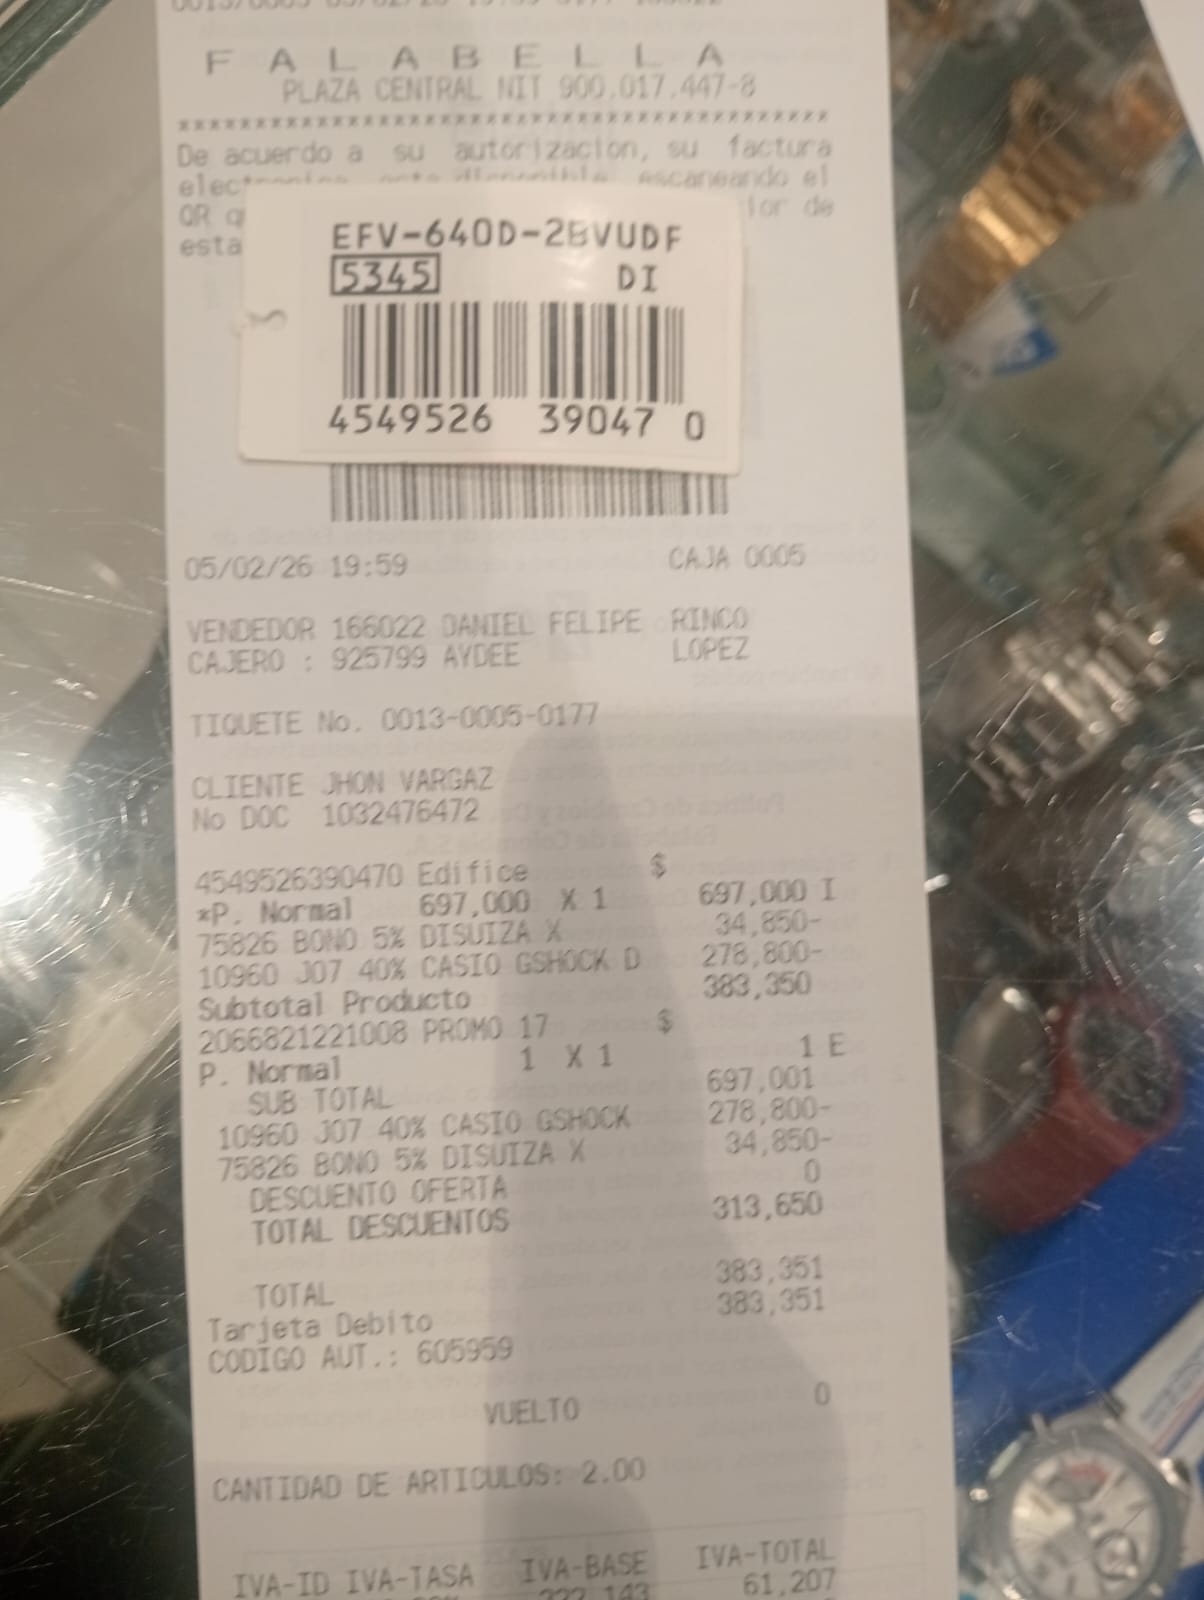 F A L A B E L L A
PLAZA CENTRAL NIT 900.017.447-8
******************************************
De acuerdo a su autorizacion, su factura
escaneando el
QR
esta
de
EFV-640D-2BVUDF
5345 DI
4549526 39047 0
05/02/26 19:59 CAJA 0005
VENDEDOR 166022 DANIEL FELIPE RINCO
CAJERO : 925799 AYDEE LOPEZ
TIQUETE No. 0013-0005-0177
CLIENTE JHON VARGAZ
No DOC 1032476472
4549526390470 Edifice $
*P. Normal 697,000 X 1 697,000 I
75826 BONO 5% DISUIZA X 34,850-
10960 J07 40% CASIO GSHOCK D 278,800-
Subtotal Producto 383,350
2066821221008 PROMO 17 $
P. Normal 1 X 1 1 E
SUB TOTAL 697,001
10960 J07 40% CASIO GSHOCK 278,800-
75826 BONO 5% DISUIZA X 34,850-
DESCUENTO OFERTA 0
TOTAL DESCUENTOS 313,650
TOTAL 383,351
Tarjeta Debito 383,351
CODIGO AUT.: 605959
VUELTO 0
CANTIDAD DE ARTICULOS: 2.00
IVA-ID IVA-TASA IVA-BASE IVA-TOTAL
61,207